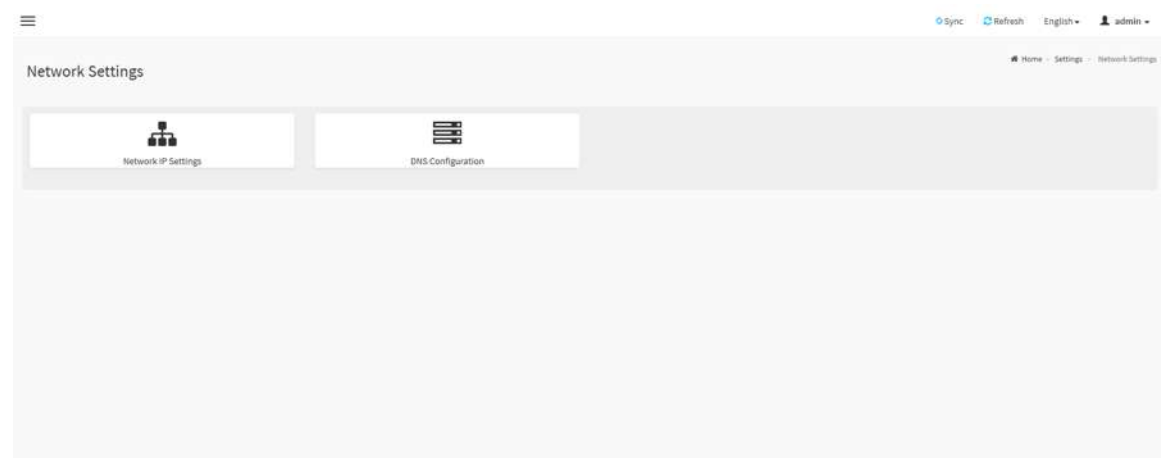 Sync Refresh English admin
Home - Settings - Network Settings
Network Settings
Network IP Settings DNS Configuration